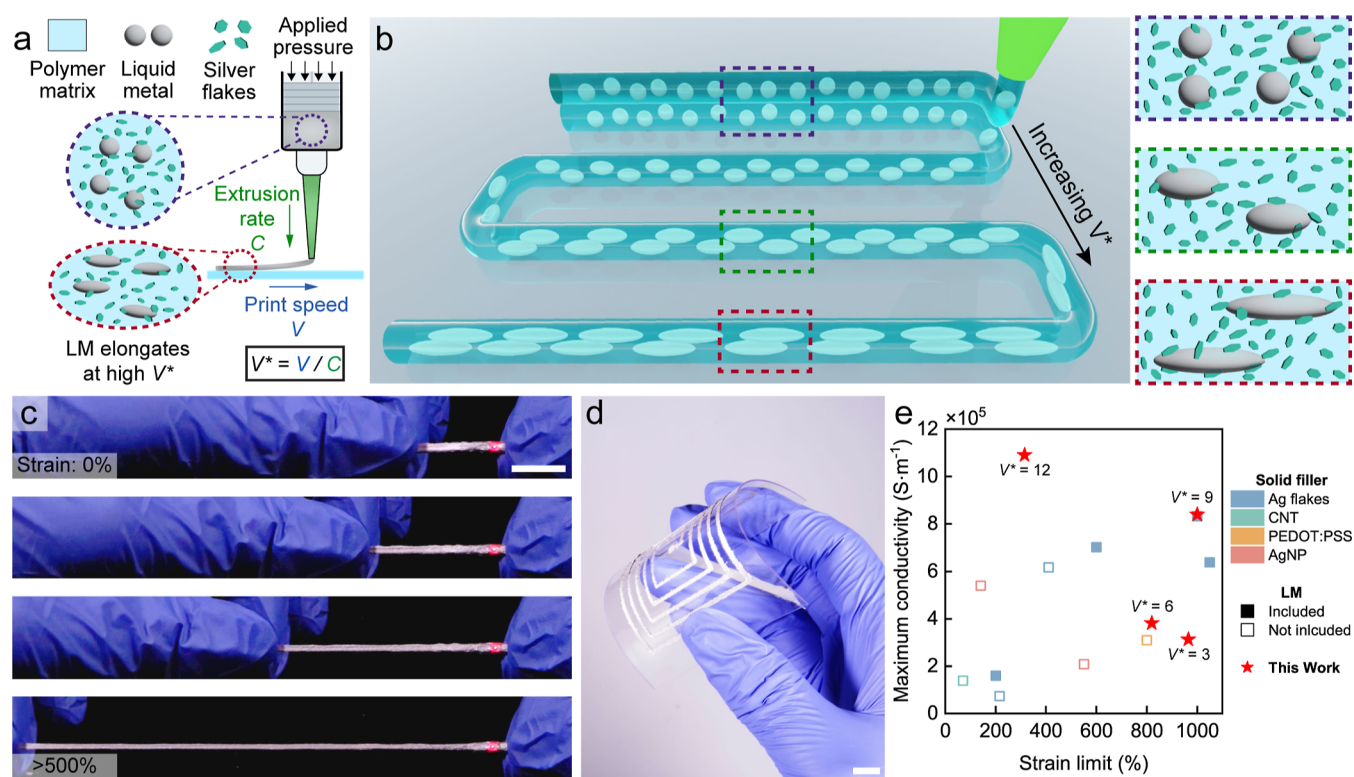 a
Polymer
matrix
Liquid
metal
Silver
flakes
Applied
pressure
Extrusion
rate
C
Print speed
V
LM elongates
at high V*
V* = V / C
b
Increasing V*
c
Strain: 0%
>500%
d
e
×10⁵
Maximum conductivity (S·m⁻¹)
12
10
8
6
4
2
0
0 200 400 600 800 1000
Strain limit (%)
V* = 12
V* = 9
V* = 6
V* = 3
Solid filler
Ag flakes
CNT
PEDOT:PSS
AgNP
LM
Included
Not inlcuded
This Work